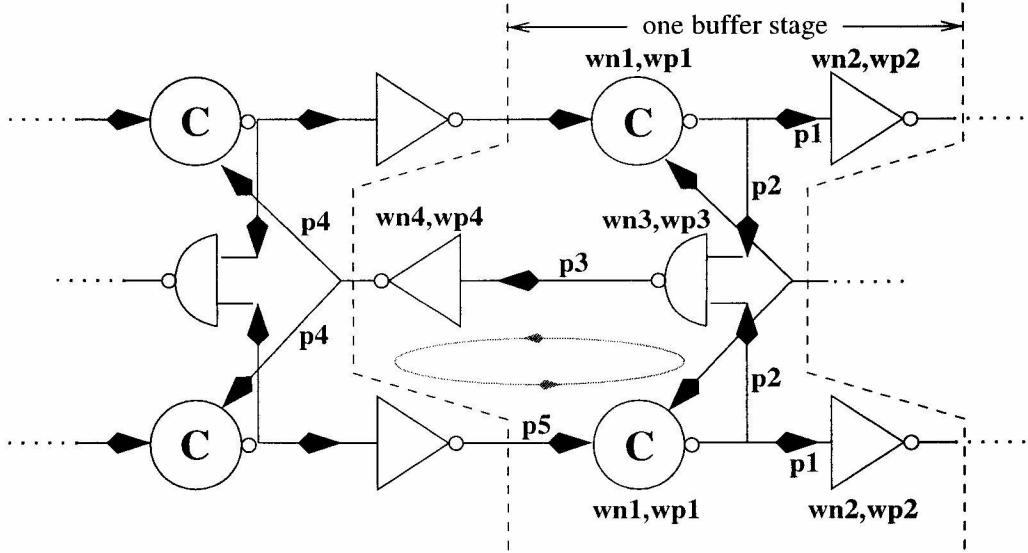 one buffer stage
wn1,wp1
wn2,wp2
C
C
p1
p4
p2
wn4,wp4
wn3,wp3
p3
p4
p2
p5
C
C
p1
wn1,wp1
wn2,wp2